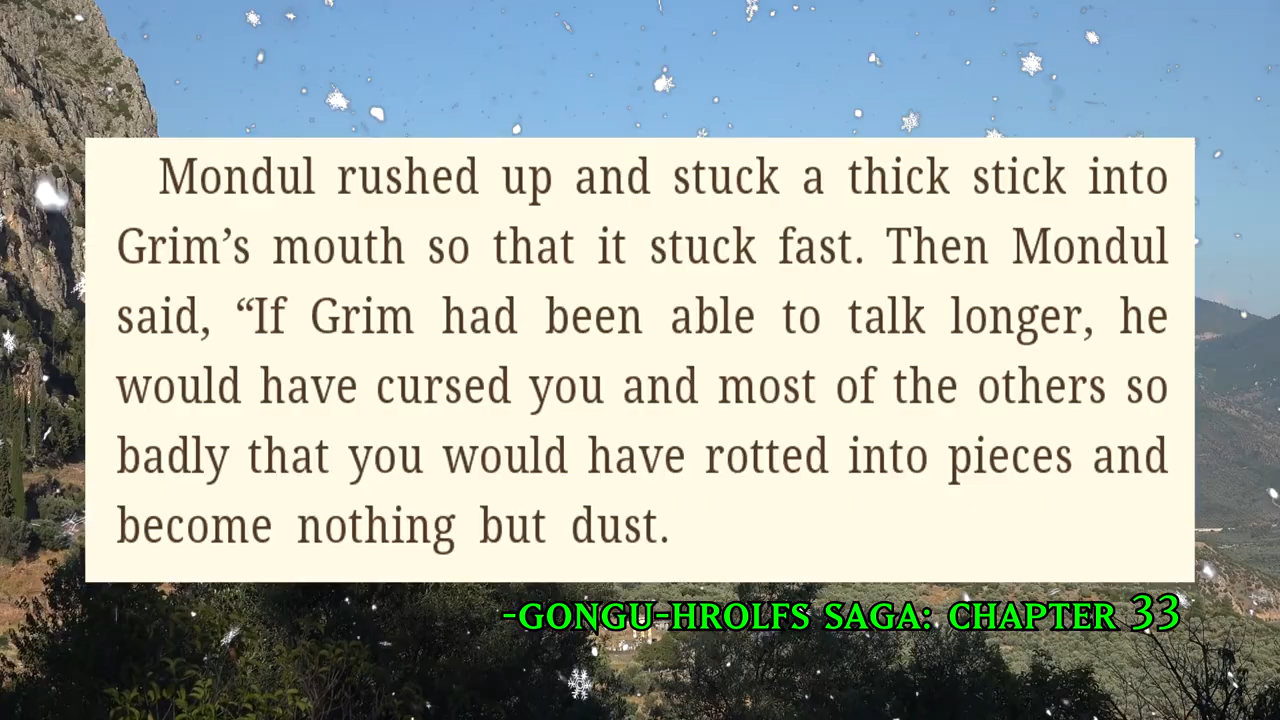 Mondul rushed up and stuck a thick stick into
Grim’s mouth so that it stuck fast. Then Mondul
said, “If Grim had been able to talk longer, he
would have cursed you and most of the others so
badly that you would have rotted into pieces and
become nothing but dust.
-GONGU-HROLFS SAGA: CHAPTER 33